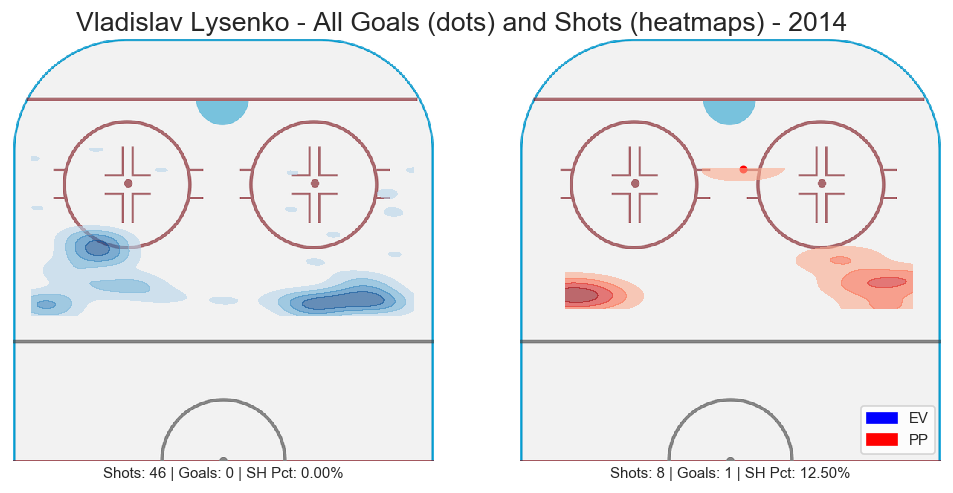 Vladislav Lysenko - All Goals (dots) and Shots (heatmaps) - 2014
EV
PP
Shots: 46 | Goals: 0 | SH Pct: 0.00%
Shots: 8 | Goals: 1 | SH Pct: 12.50%